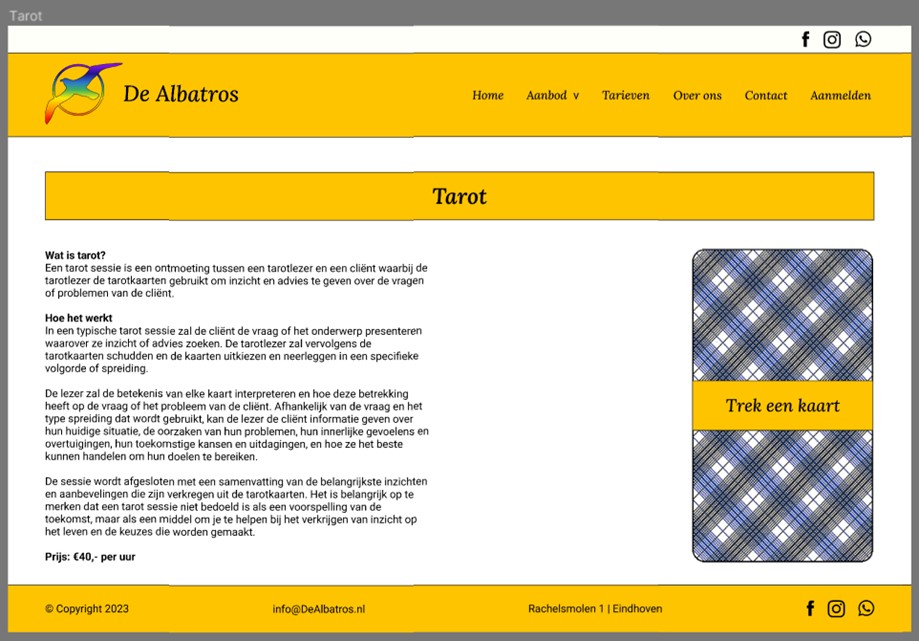 Tarot
De Albatros
Home Aanbod v Tarieven Over ons Contact Aanmelden
Tarot
Wat is tarot?
Een tarot sessie is een ontmoeting tussen een tarotlezer en een cliënt waarbij de
tarotlezer de tarotkaarten gebruikt om inzicht en advies te geven over de vragen
of problemen van de cliënt.
Hoe het werkt
In een typische tarot sessie zal de cliënt de vraag of het onderwerp presenteren
waarover ze inzicht of advies zoeken. De tarotlezer zal vervolgens de
tarotkaarten schudden en de kaarten uitkiezen en neerleggen in een specifieke
volgorde of spreiding.
De lezer zal de betekenis van elke kaart interpreteren en hoe deze betrekking
heeft op de vraag of het probleem van de cliënt. Afhankelijk van de vraag en het
type spreiding dat wordt gebruikt, kan de lezer de cliënt informatie geven over
hun huidige situatie, de oorzaken van hun problemen, hun innerlijke gevoelens en
overtuigingen, hun toekomstige kansen en uitdagingen, en hoe ze het beste
kunnen handelen om hun doelen te bereiken.
De sessie wordt afgesloten met een samenvatting van de belangrijkste inzichten
en aanbevelingen die zijn verkregen uit de tarotkaarten. Het is belangrijk op te
merken dat een tarot sessie niet bedoeld is als een voorspelling van de
toekomst, maar als een middel om je te helpen bij het verkrijgen van inzicht op
het leven en de keuzes die worden gemaakt.
Prijs: €40,- per uur
Trek een kaart
© Copyright 2023 info@DeAlbatros.nl Rachelsmolen 1 | Eindhoven